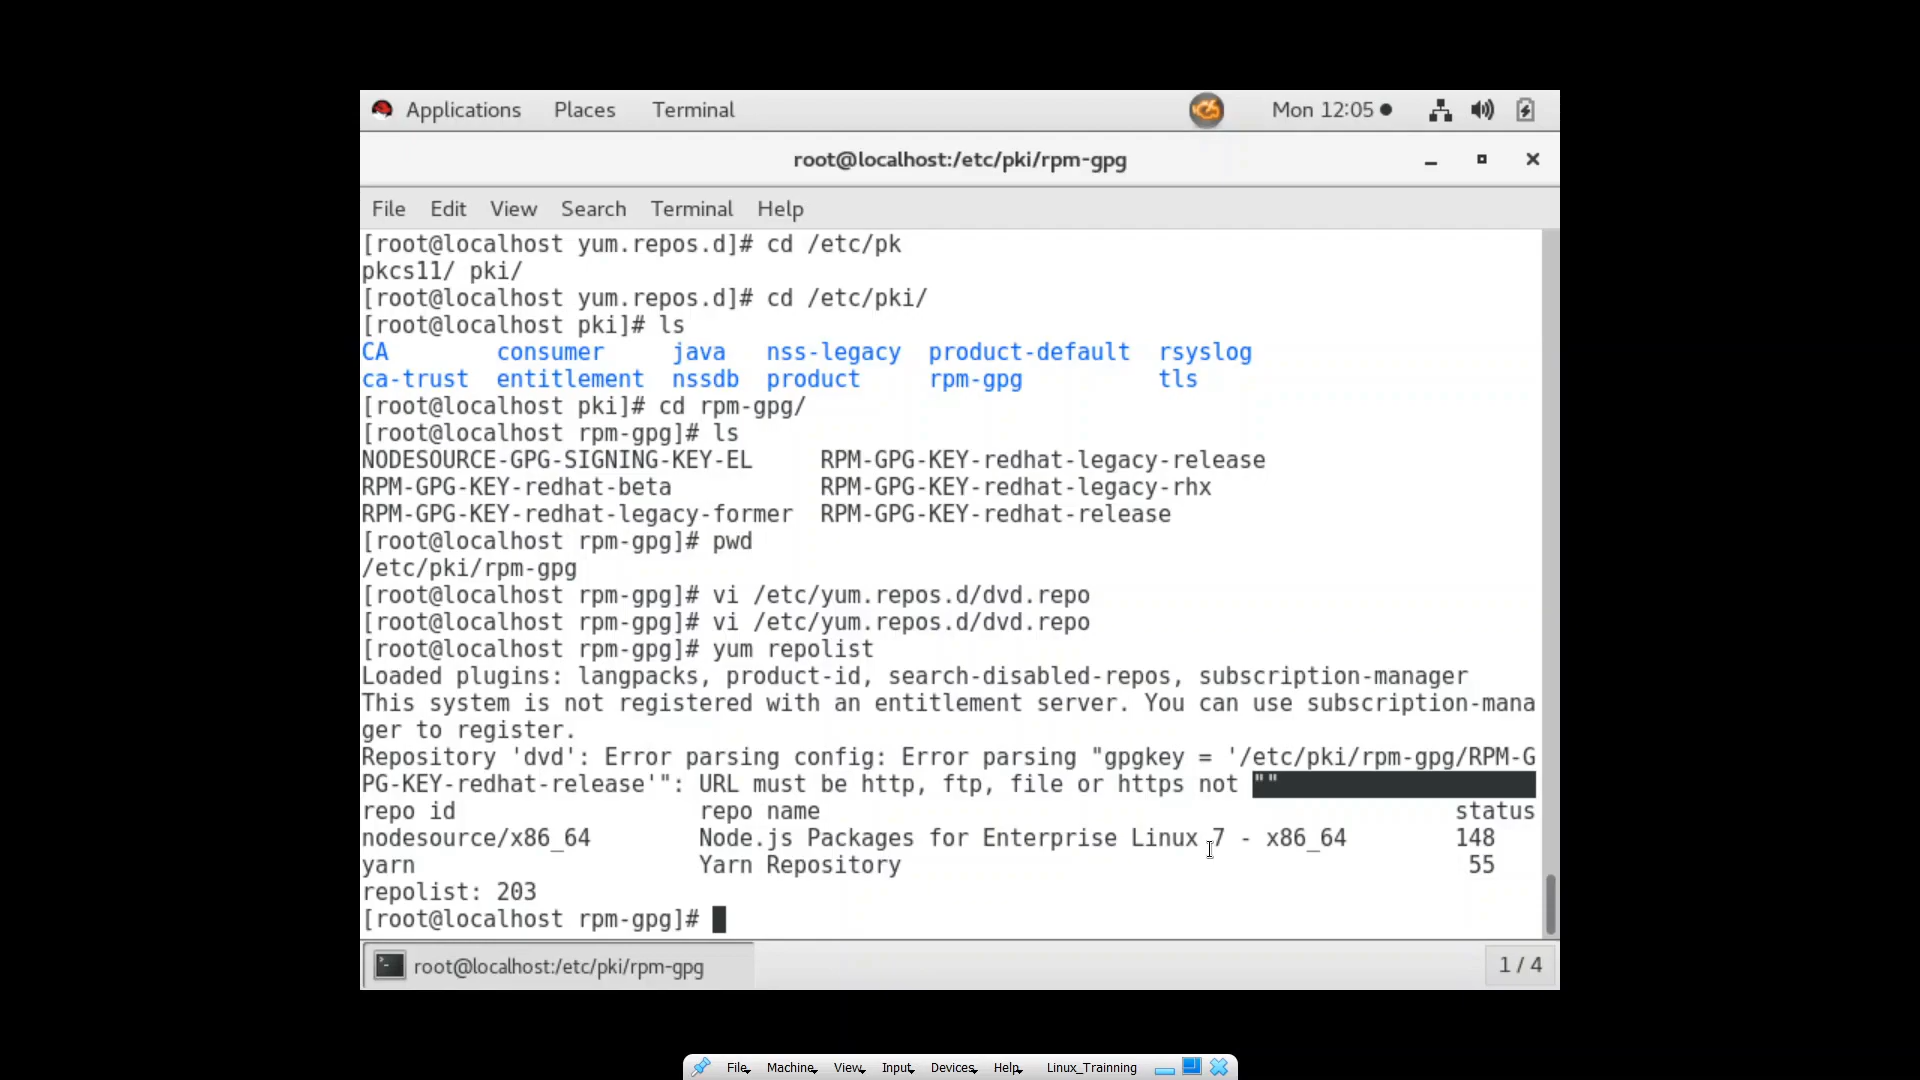 Applications Places Terminal Mon 12:05
root@localhost:/etc/pki/rpm-gpg
File Edit View Search Terminal Help
[root@localhost yum.repos.d]# cd /etc/pk
pkcs11/ pki/
[root@localhost yum.repos.d]# cd /etc/pki/
[root@localhost pki]# ls
CA consumer java nss-legacy product-default rsyslog
ca-trust entitlement nssdb product rpm-gpg tls
[root@localhost pki]# cd rpm-gpg/
[root@localhost rpm-gpg]# ls
NODESOURCE-GPG-SIGNING-KEY-EL RPM-GPG-KEY-redhat-legacy-release
RPM-GPG-KEY-redhat-beta RPM-GPG-KEY-redhat-legacy-rhx
RPM-GPG-KEY-redhat-legacy-former RPM-GPG-KEY-redhat-release
[root@localhost rpm-gpg]# pwd
/etc/pki/rpm-gpg
[root@localhost rpm-gpg]# vi /etc/yum.repos.d/dvd.repo
[root@localhost rpm-gpg]# vi /etc/yum.repos.d/dvd.repo
[root@localhost rpm-gpg]# yum repolist
Loaded plugins: langpacks, product-id, search-disabled-repos, subscription-manager
This system is not registered with an entitlement server. You can use subscription-mana
ger to register.
Repository 'dvd': Error parsing config: Error parsing "gpgkey = '/etc/pki/rpm-gpg/RPM-G
PG-KEY-redhat-release'": URL must be http, ftp, file or https not ""
repo id repo name status
nodesource/x86_64 Node.js Packages for Enterprise Linux 7 - x86_64 148
yarn Yarn Repository 55
repolist: 203
[root@localhost rpm-gpg]#
root@localhost:/etc/pki/rpm-gpg 1 / 4
File Machine View Input Devices Help Linux_Trainning